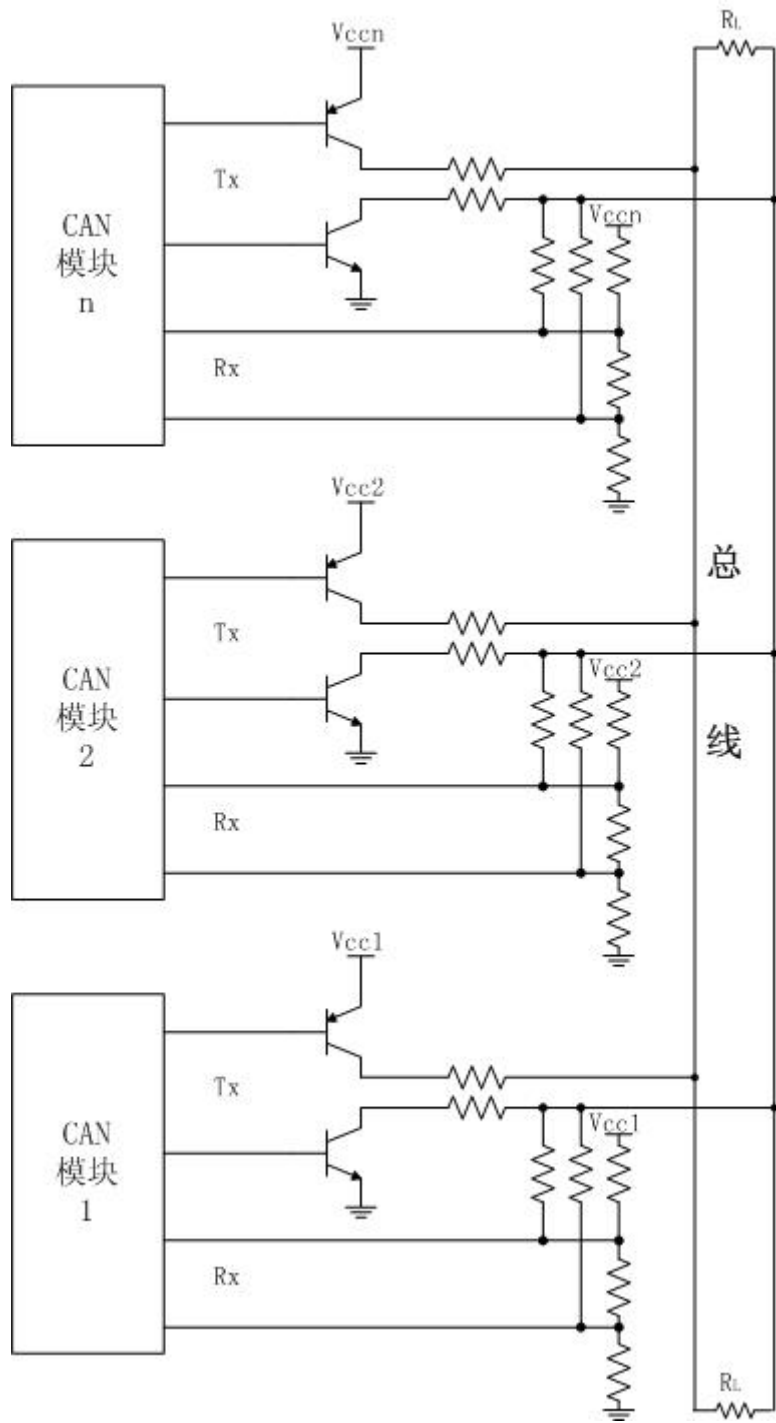 RL
Vccn
Tx
CAN
模块
n
Vccn
Rx
Vcc2
总
Tx
CAN
模块
2
Vcc2
线
Rx
Vcc1
Tx
CAN
模块
1
Vcc1
Rx
RL